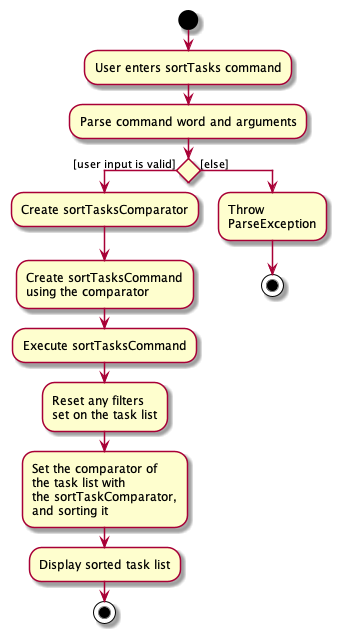 User enters sortTasks command
Parse command word and arguments
[user input is valid]
[else]
Create sortTasksComparator
Throw
ParseException
Create sortTasksCommand
using the comparator
Execute sortTasksCommand
Reset any filters
set on the task list
Set the comparator of
the task list with
the sortTaskComparator,
and sorting it
Display sorted task list